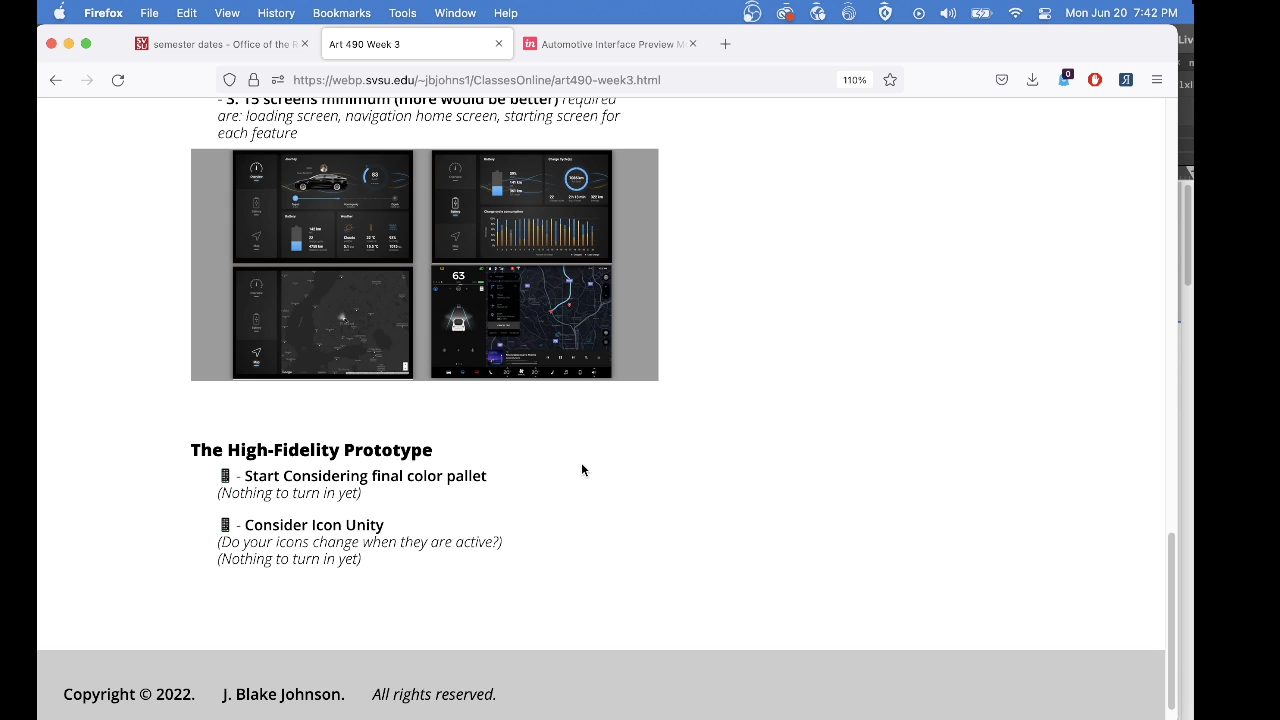 Firefox File Edit View History Bookmarks Tools Window Help Mon Jun 20 7:42 PM
semester dates - Office of the R Art 490 Week 3 Automotive Interface Preview M
https://webp.svsu.edu/~jbjohns1/ClassesOnline/art490-week3.html 110%
- 3. 15 screens minimum (more would be better) required
are: loading screen, navigation home screen, starting screen for
each feature
83
63
The High-Fidelity Prototype
- Start Considering final color pallet
(Nothing to turn in yet)
- Consider Icon Unity
(Do your icons change when they are active?)
(Nothing to turn in yet)
Copyright © 2022. J. Blake Johnson. All rights reserved.